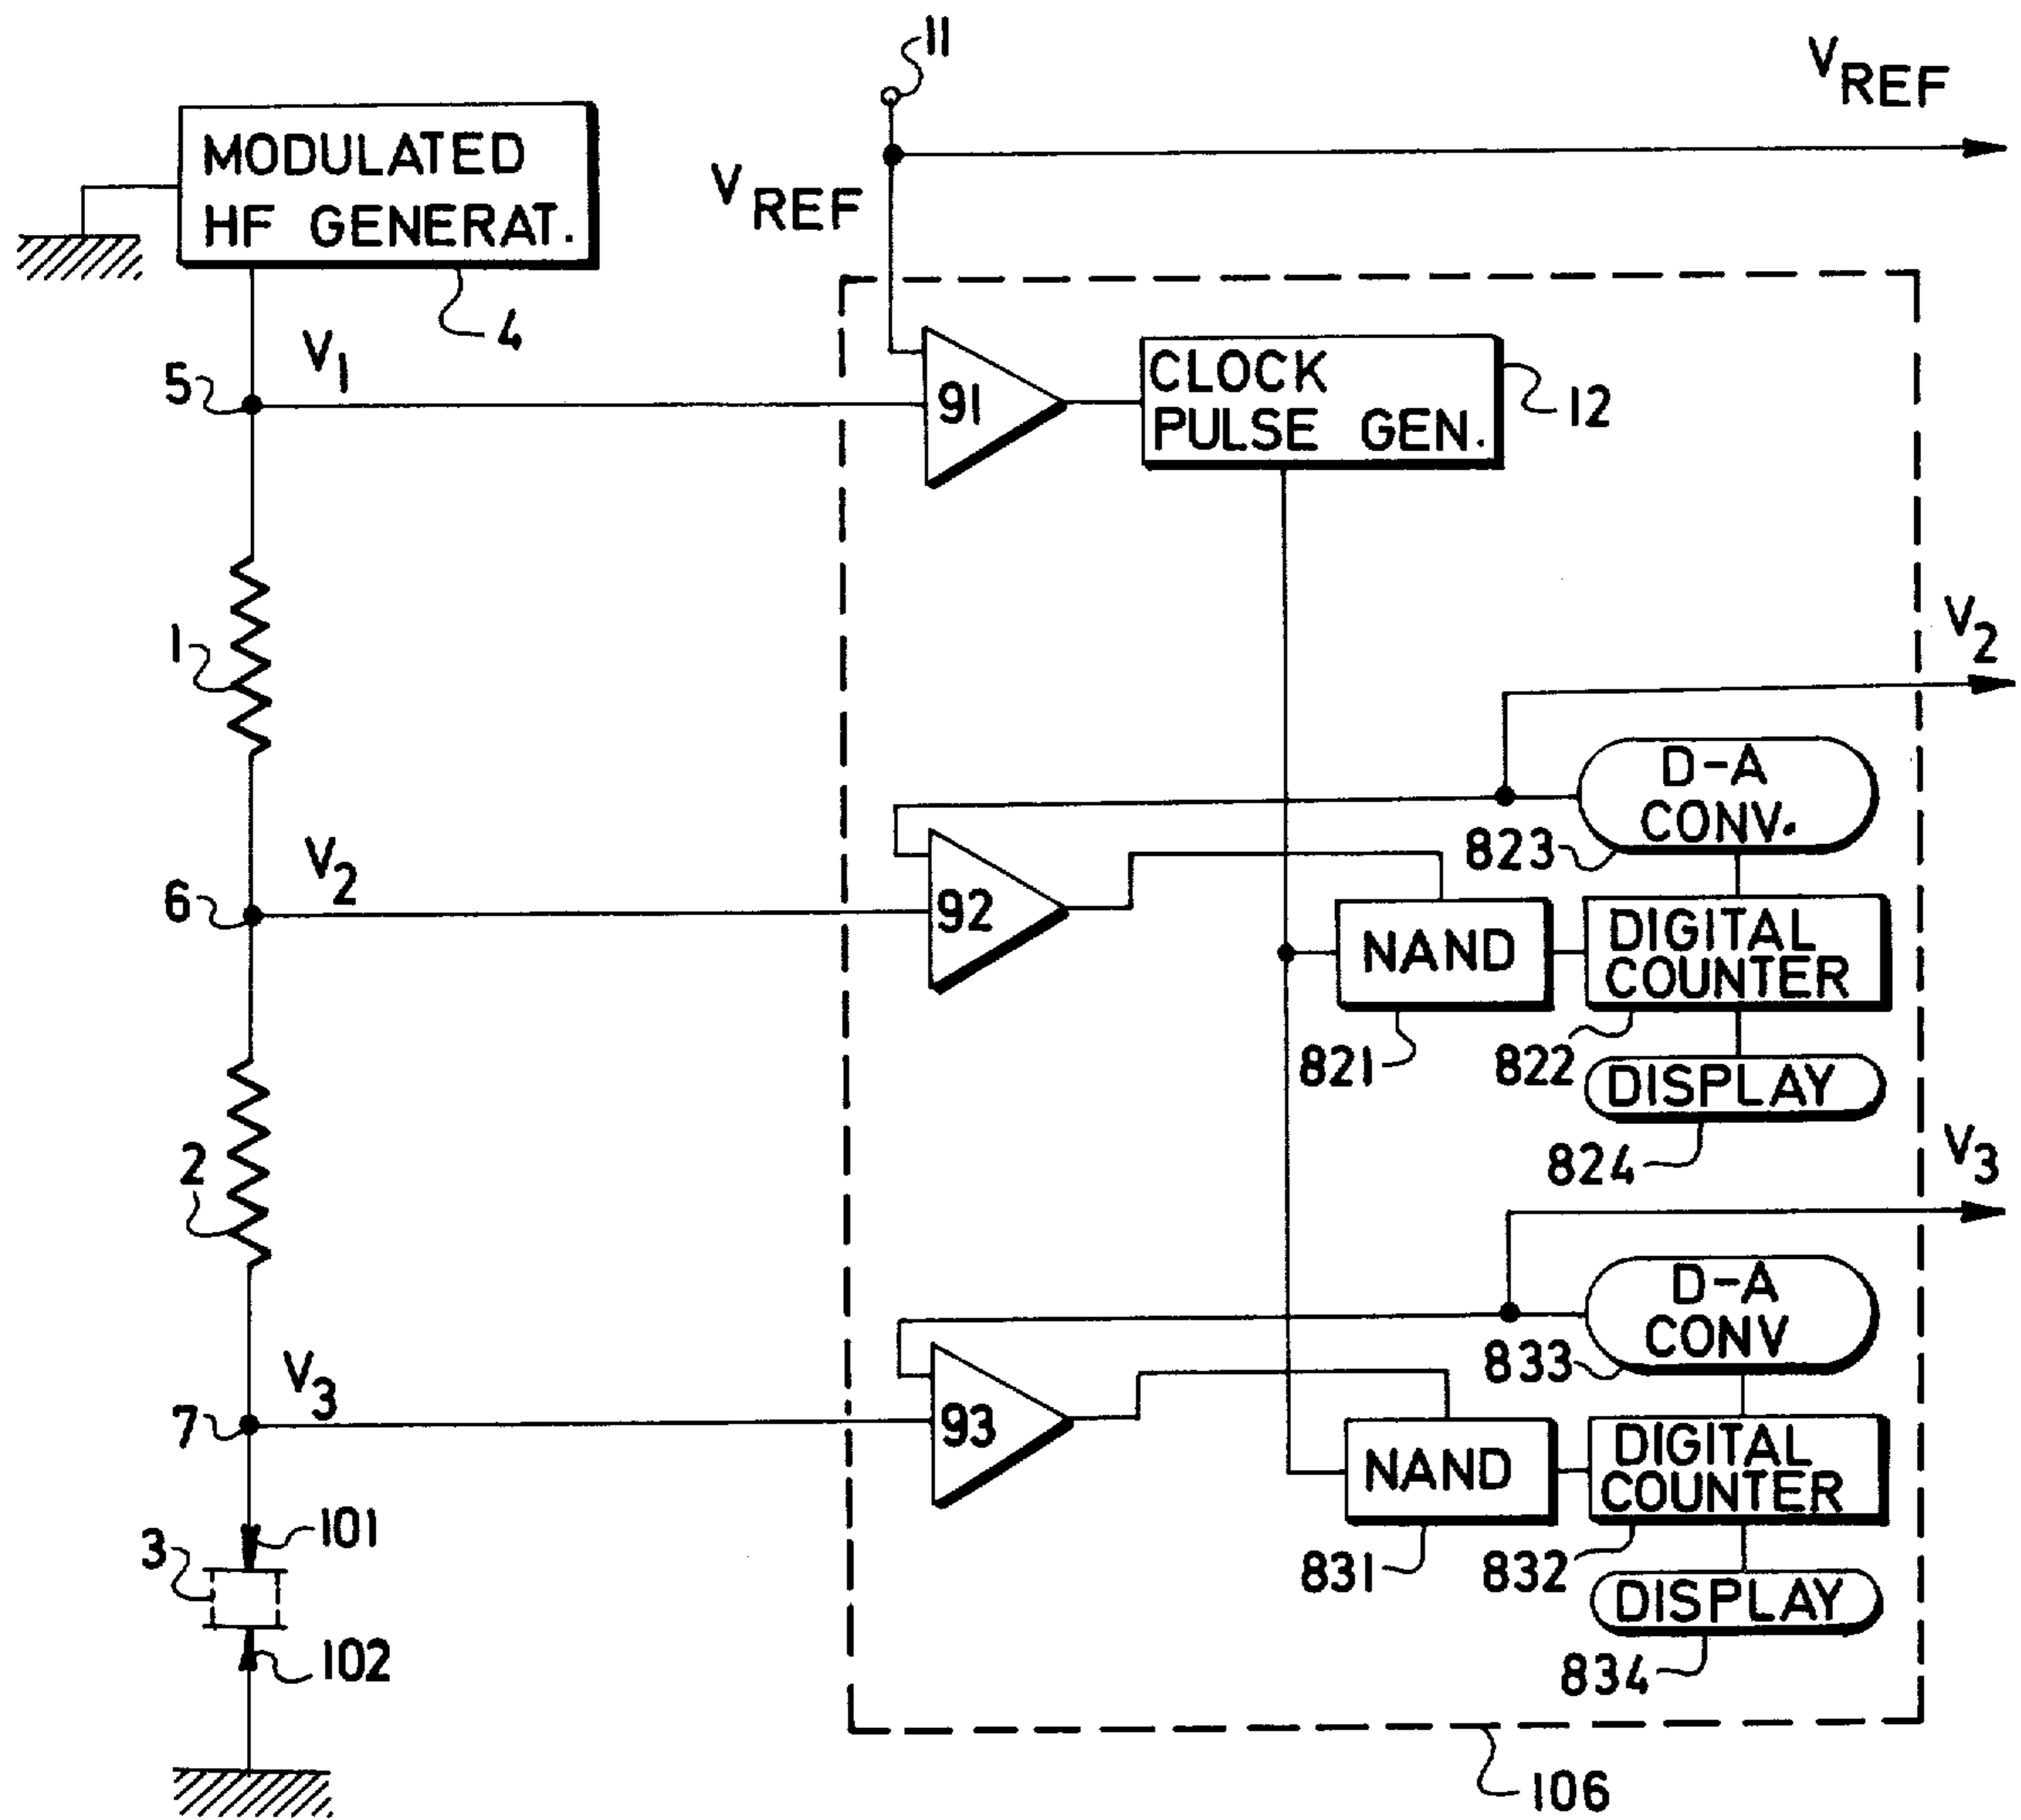 11
V REF
MODULATED
HF GENERAT.
V REF
4
V1
5
91
CLOCK
PULSE GEN.
12
1
V2
D-A
CONV.
823
V2
6
92
NAND
DIGITAL
COUNTER
821
822
DISPLAY
824
2
V3
D-A
CONV
833
V3
7
93
NAND
DIGITAL
COUNTER
101
3
831
832
DISPLAY
102
834
106